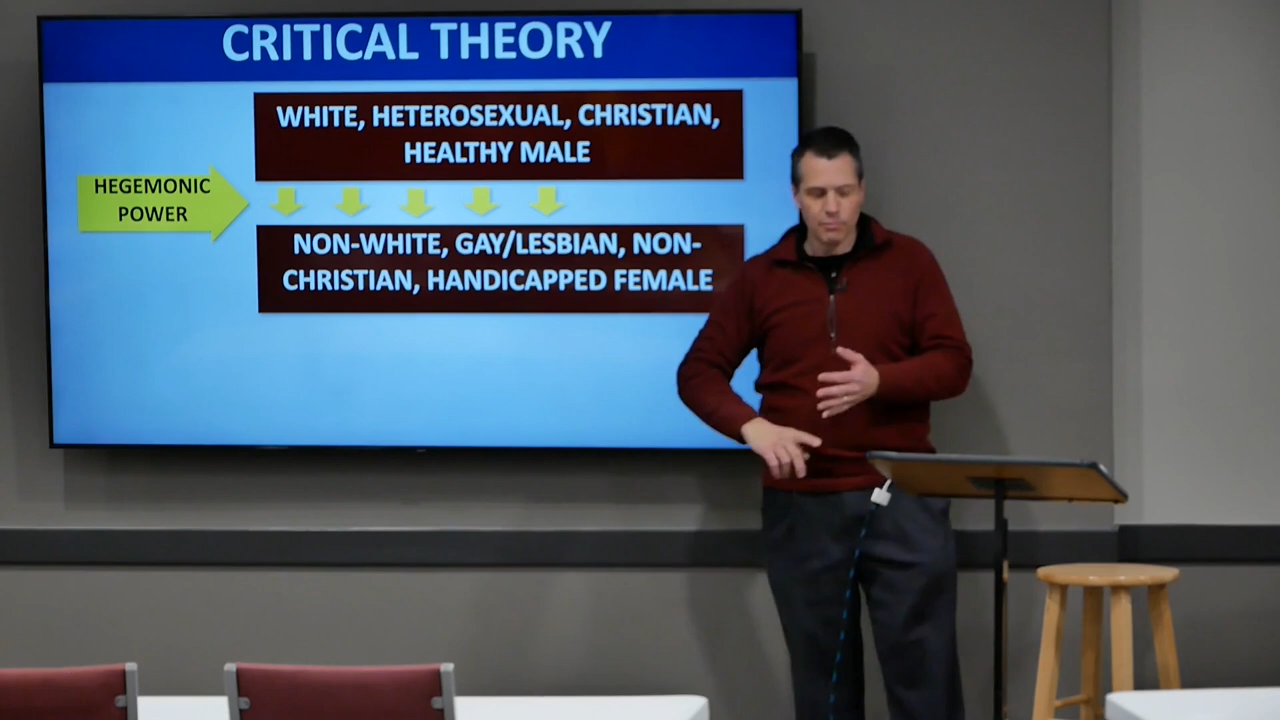 CRITICAL THEORY
WHITE, HETEROSEXUAL, CHRISTIAN,
HEALTHY MALE
HEGEMONIC
POWER
NON-WHITE, GAY/LESBIAN, NON-
CHRISTIAN, HANDICAPPED FEMALE